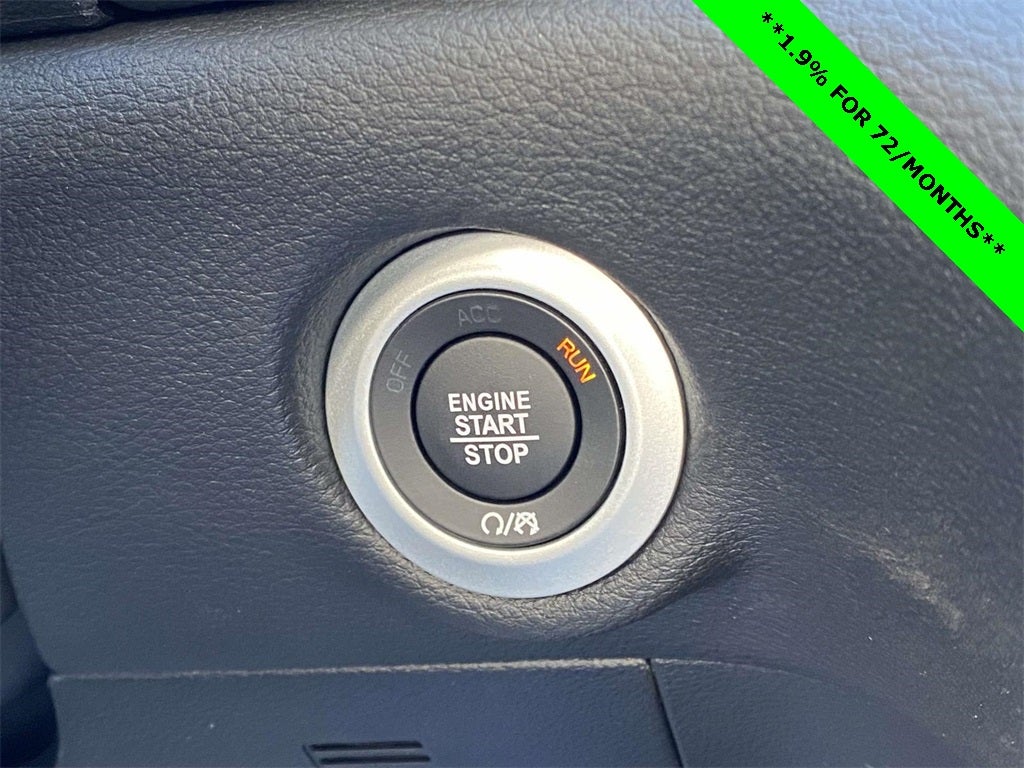 **1.9% FOR 72/MONTHS**
OFF
ACC
RUN
ENGINE
START
STOP